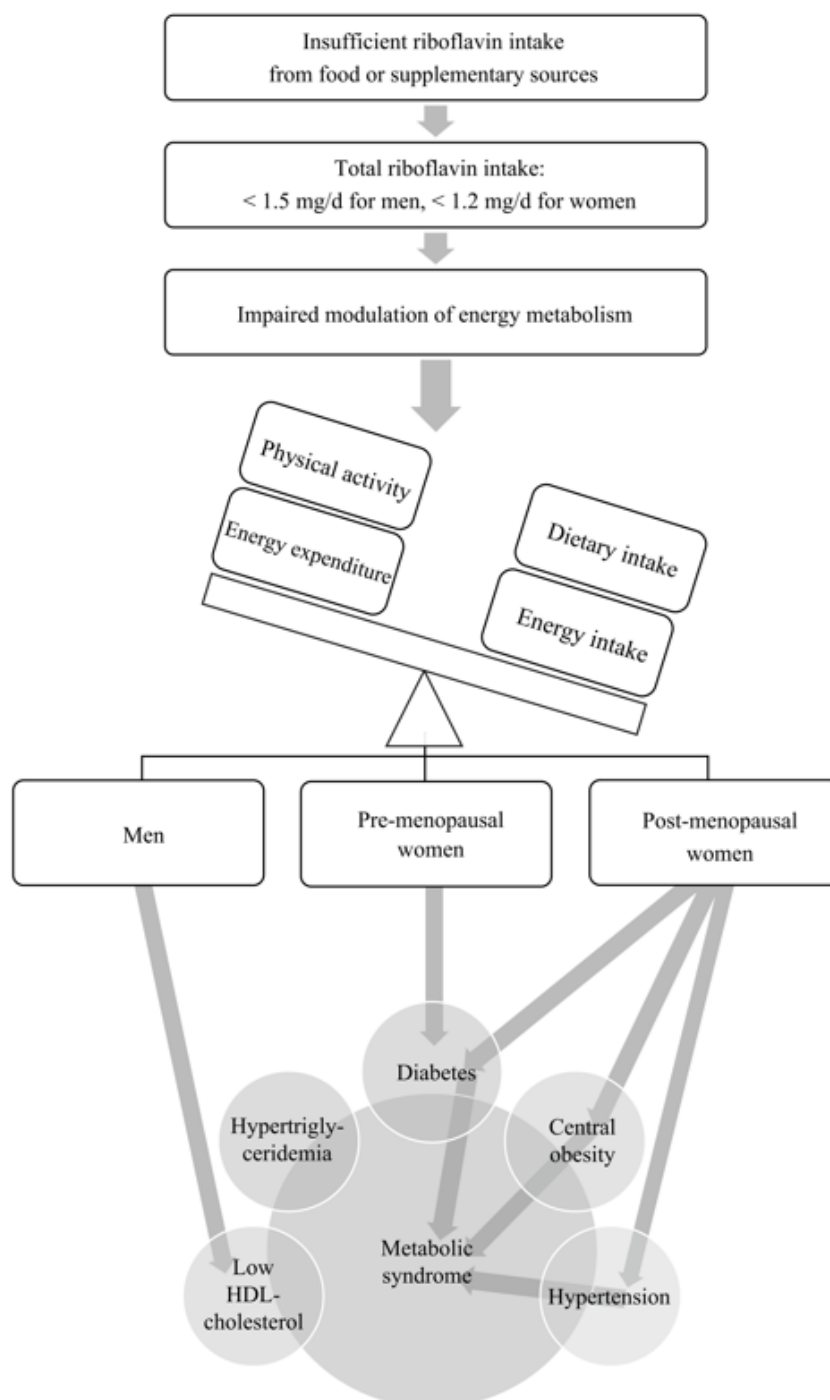 Insufficient riboflavin intake
from food or supplementary sources
Total riboflavin intake:
< 1.5 mg/d for men, < 1.2 mg/d for women
Impaired modulation of energy metabolism
Physical activity
Energy expenditure
Dietary intake
Energy intake
Men
Pre-menopausal
women
Post-menopausal
women
Diabetes
Hypertrigly-
ceridemia
Central
obesity
Metabolic
syndrome
Low
HDL-
cholesterol
Hypertension